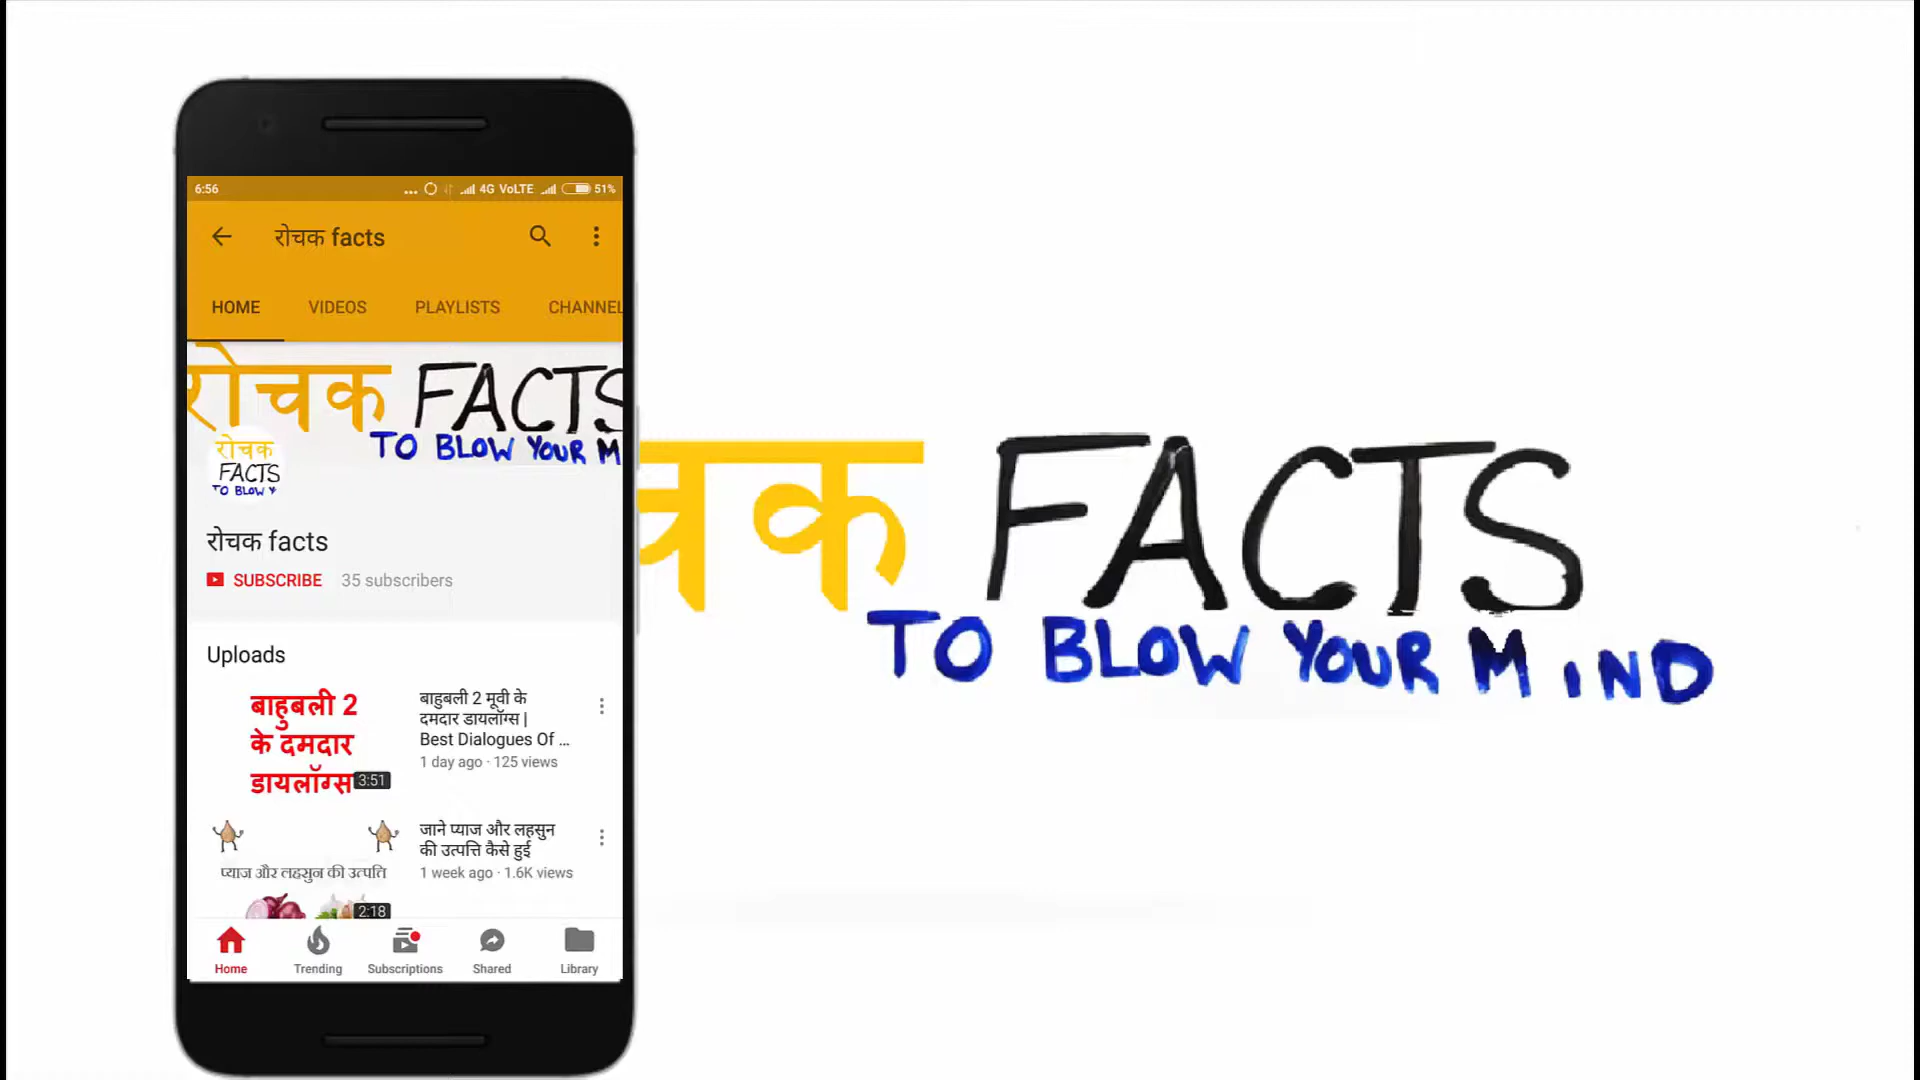 6:56 ... 4G VoLTE 51%
रोचक facts
HOME VIDEOS PLAYLISTS CHANNEL
रोचक FACTS
TO BLOW YOUR M
रोचक
FACTS
TO BLOW Y
रोचक facts
SUBSCRIBE 35 subscribers
Uploads
बाहुबली 2
के दमदार
डायलॉग्स
3:51
बाहुबली 2 मूवी के
दमदार डायलॉग्स |
Best Dialogues Of ...
1 day ago · 125 views
प्याज और लहसुन की उत्पत्ति
2:18
जाने प्याज और लहसुन
की उत्पत्ति कैसे हुई
1 week ago · 1.6K views
Home Trending Subscriptions Shared Library
चक FACTS
TO BLOW YOUR MIND